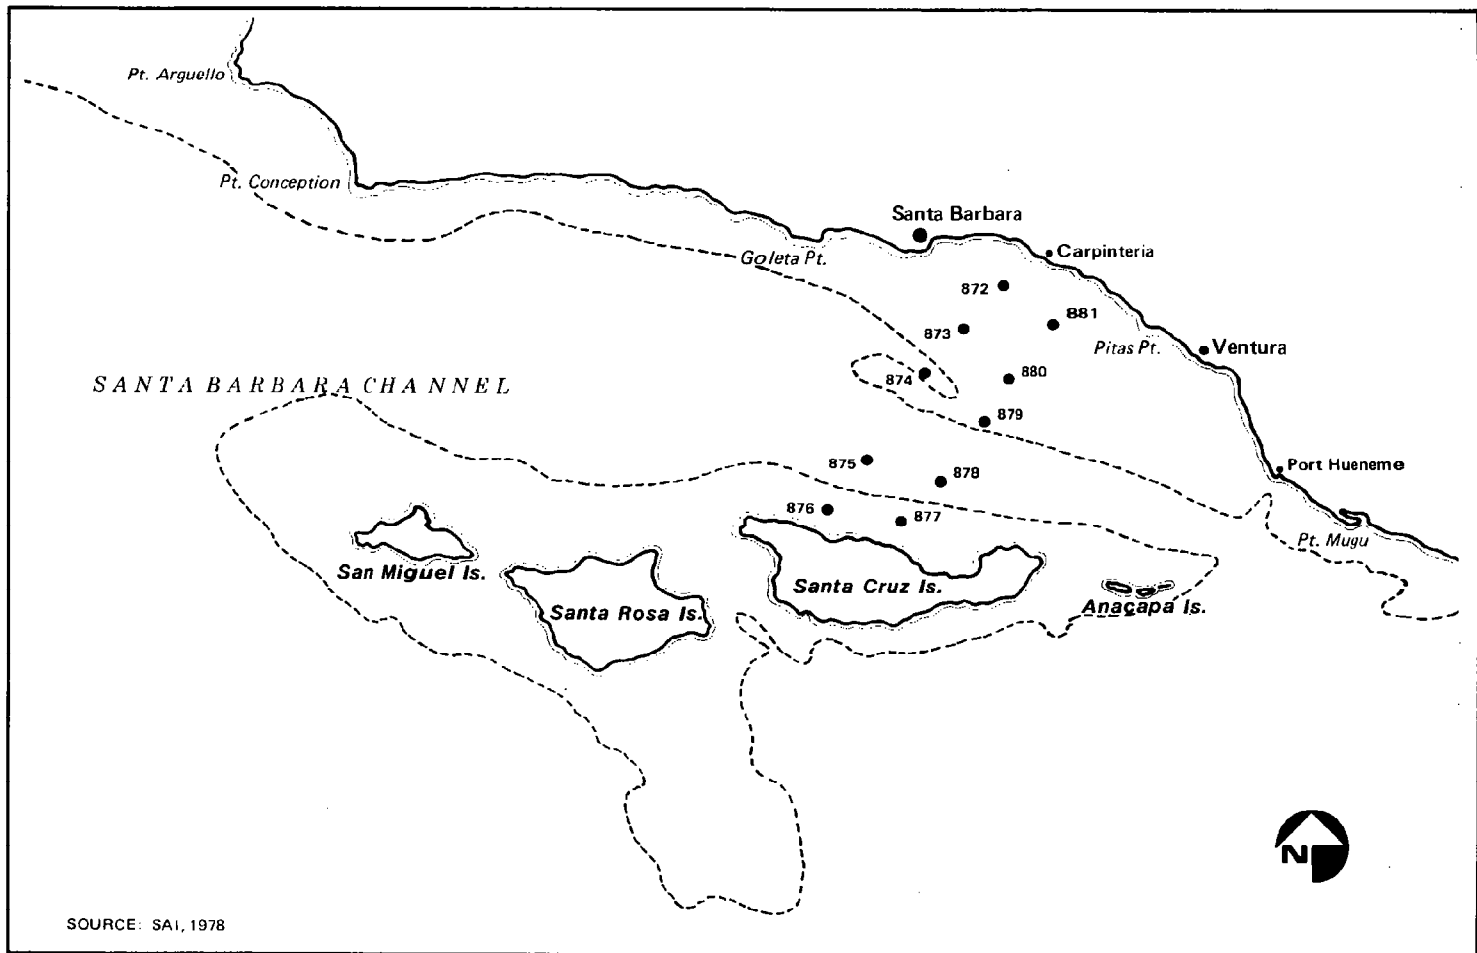 Pt. Arguello
Pt. Conception
Santa Barbara
Carpinteria
Goleta Pt.
872
881
873
Pitas Pt.
Ventura
874
880
SANTA BARBARA CHANNEL
879
875
878
Port Hueneme
876
877
Pt. Mugu
San Miguel Is.
Santa Rosa Is.
Santa Cruz Is.
Anacapa Is.
N
SOURCE: SAI, 1978